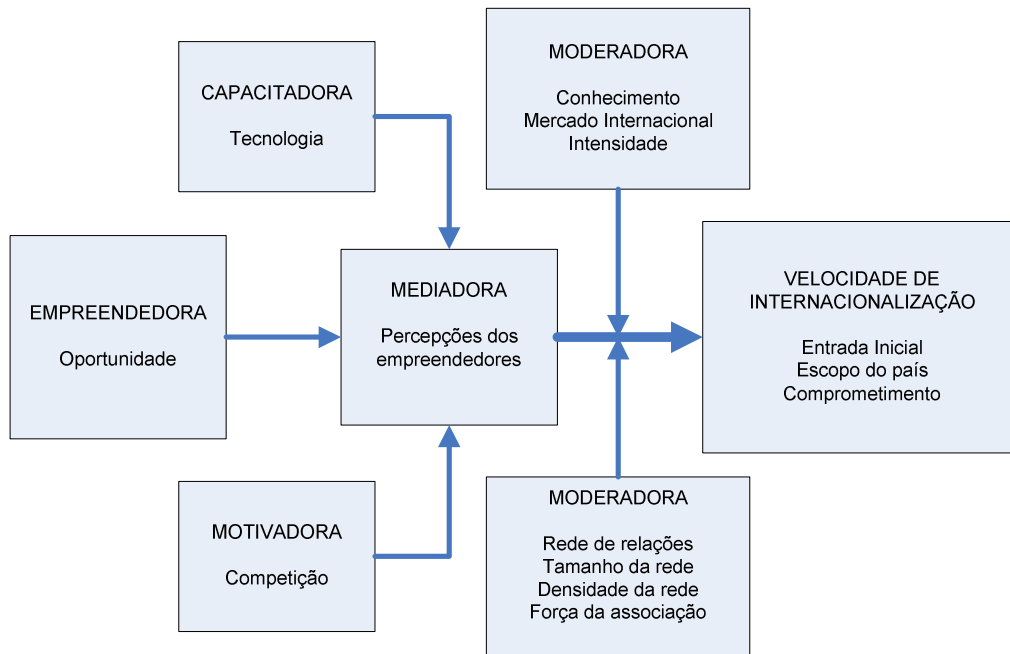 CAPACITADORA
Tecnologia
MODERADORA
Conhecimento
Mercado Internacional
Intensidade
EMPREENDEDORA
Oportunidade
MEDIADORA
Percepções dos
empreendedores
VELOCIDADE DE
INTERNACIONALIZAÇÃO
Entrada Inicial
Escopo do país
Comprometimento
MOTIVADORA
Competição
MODERADORA
Rede de relações
Tamanho da rede
Densidade da rede
Força da associação